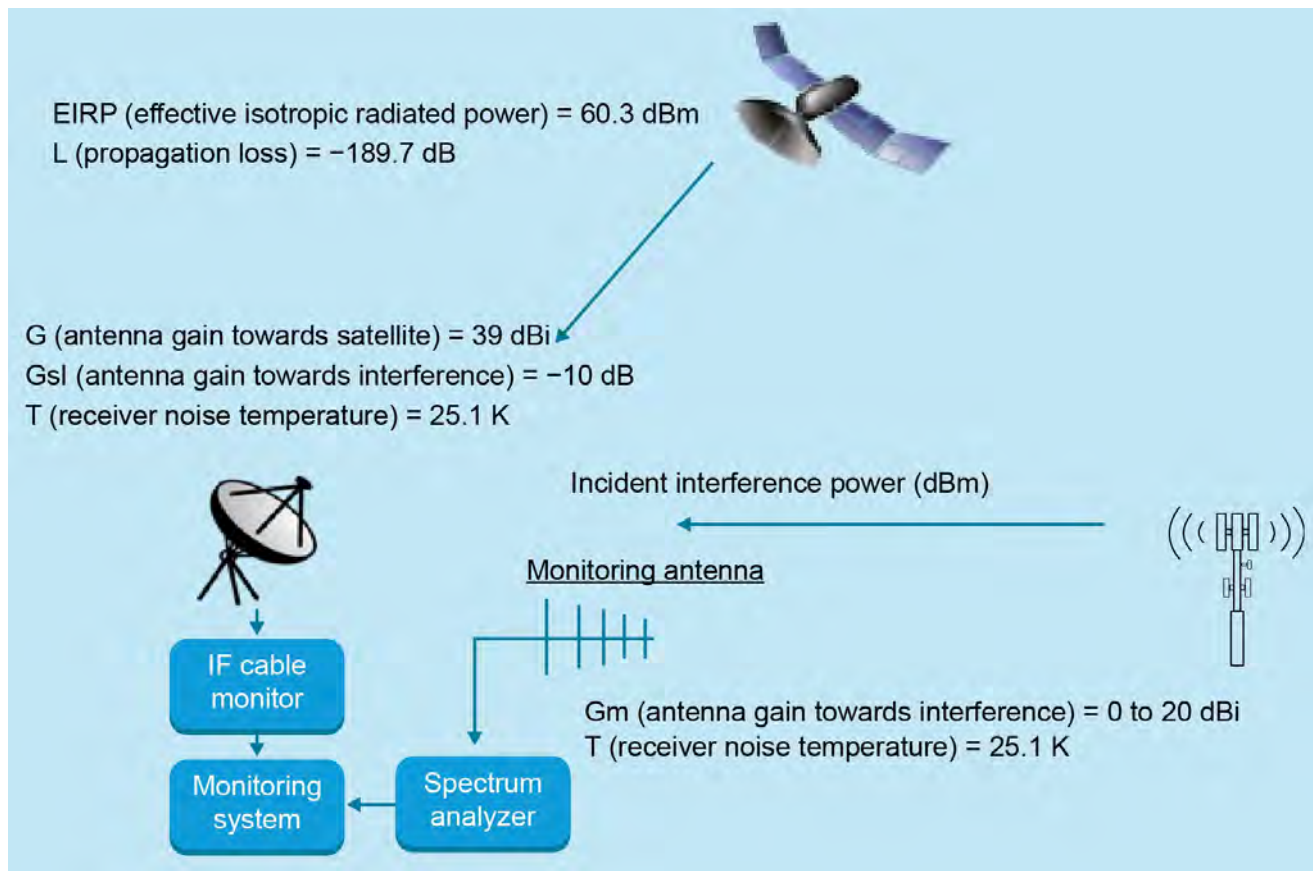 EIRP (effective isotropic radiated power) = 60.3 dBm
L (propagation loss) = −189.7 dB
G (antenna gain towards satellite) = 39 dBi
Gsl (antenna gain towards interference) = −10 dB
T (receiver noise temperature) = 25.1 K
Incident interference power (dBm)
Monitoring antenna
IF cable
monitor
Gm (antenna gain towards interference) = 0 to 20 dBi
T (receiver noise temperature) = 25.1 K
Monitoring
system
Spectrum
analyzer